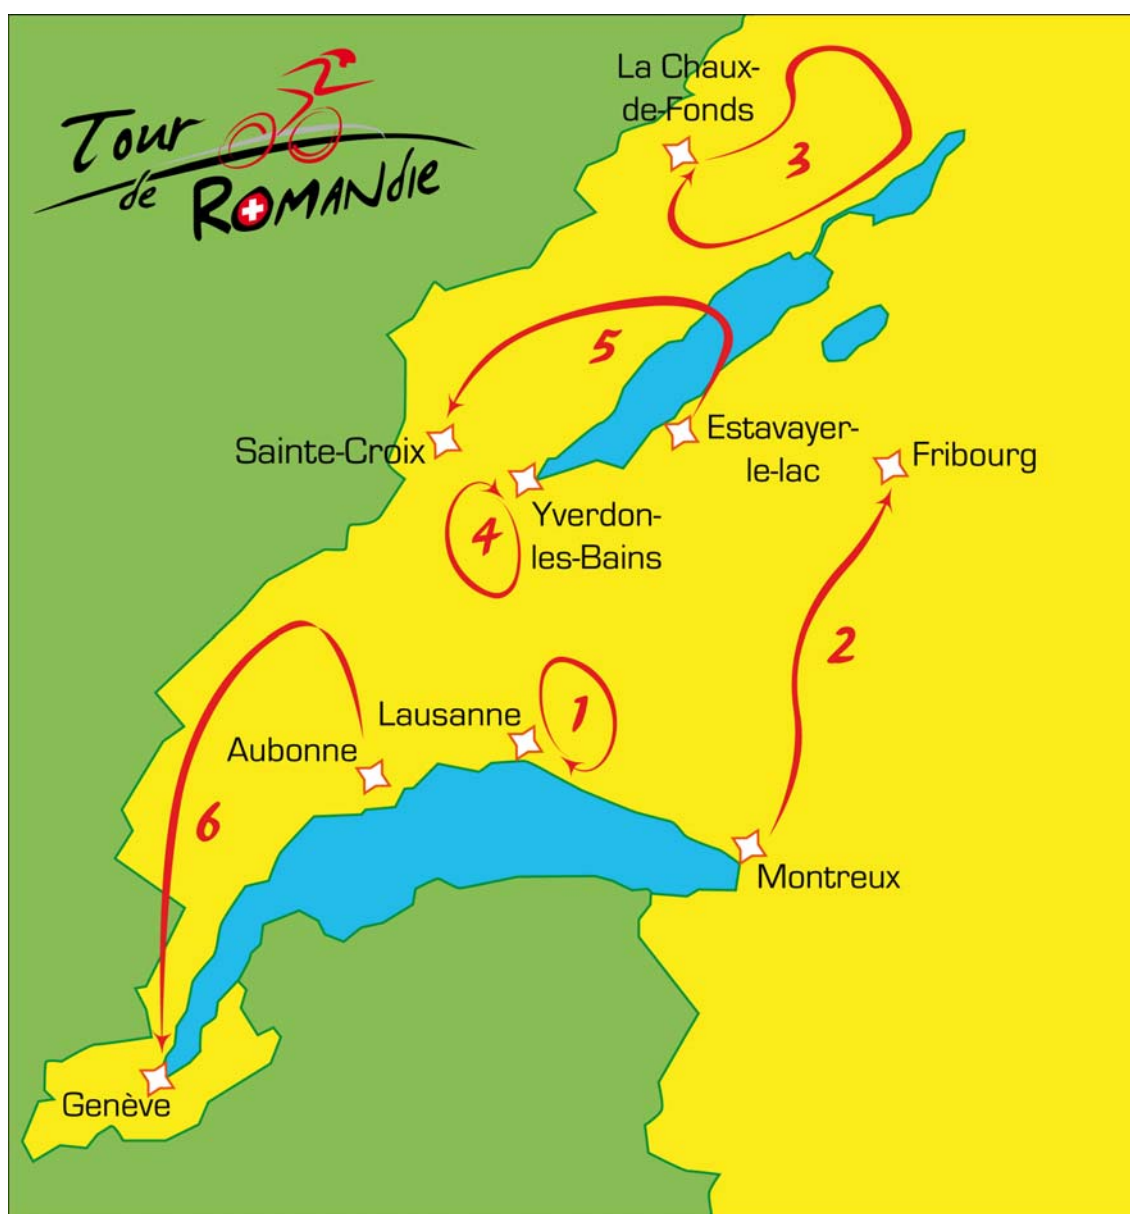 Tour
de ROMANDIE
La Chaux-
de-Fonds
3
5
Sainte-Croix
Estavayer-
le-lac
Fribourg
4
Yverdon-
les-Bains
2
1
Lausanne
Aubonne
6
Montreux
Genève